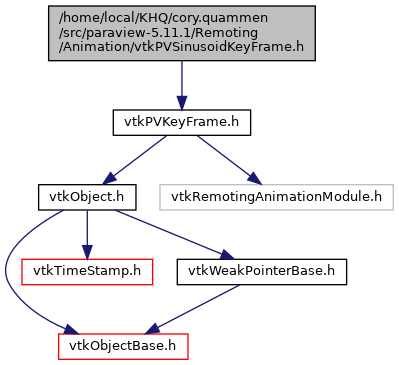 /home/local/KHQ/cory.quammen
/src/paraview-5.11.1/Remoting
/Animation/vtkPVSinusoidKeyFrame.h
vtkPVKeyFrame.h
vtkObject.h
vtkRemotingAnimationModule.h
vtkTimeStamp.h
vtkWeakPointerBase.h
vtkObjectBase.h